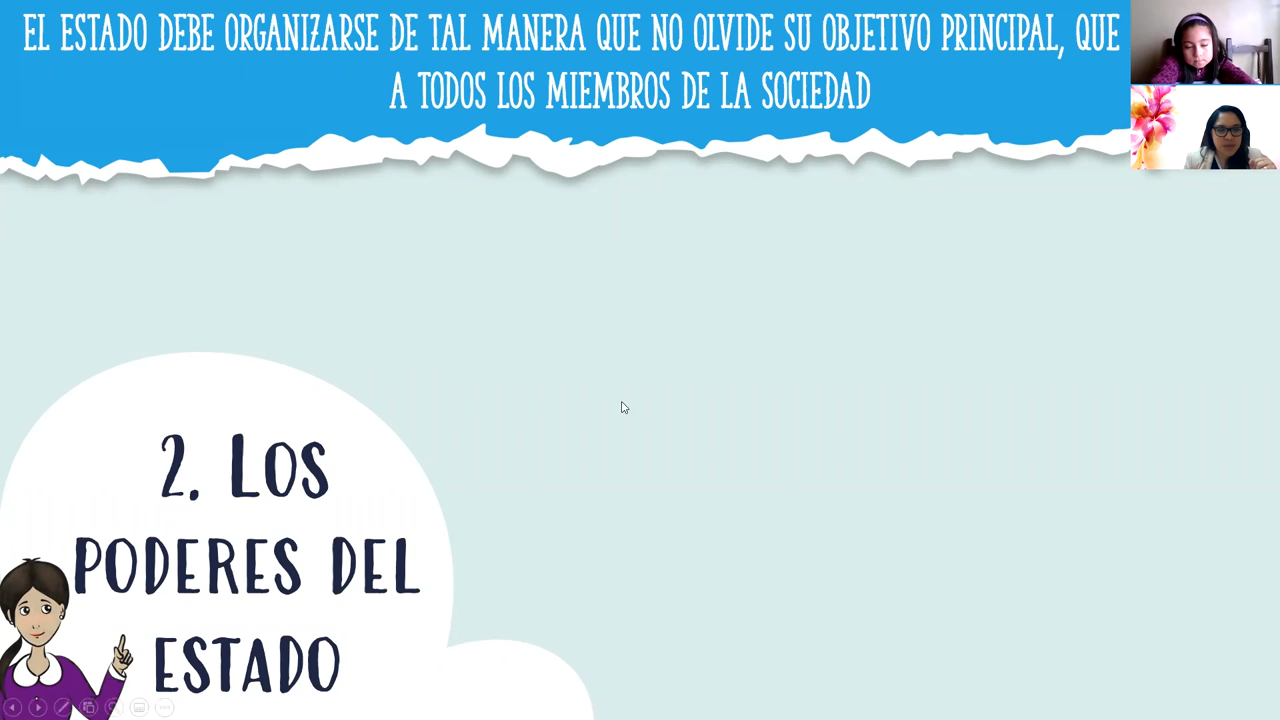 EL ESTADO DEBE ORGANIZARSE DE TAL MANERA QUE NO OLVIDE SU OBJETIVO PRINCIPAL, QUE
A TODOS LOS MIEMBROS DE LA SOCIEDAD
2. LOS
PODERES DEL
ESTADO